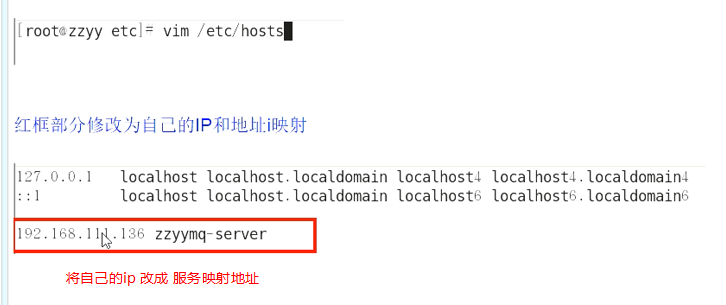 [root@zzyy etc]= vim /etc/hosts
红框部分修改为自己的IP和地址i映射
127.0.0.1   localhost localhost.localdomain localhost4 localhost4.localdomain4
::1         localhost localhost.localdomain localhost6 localhost6.localdomain6
192.168.111.136 zzyymq-server
将自己的ip 改成 服务映射地址